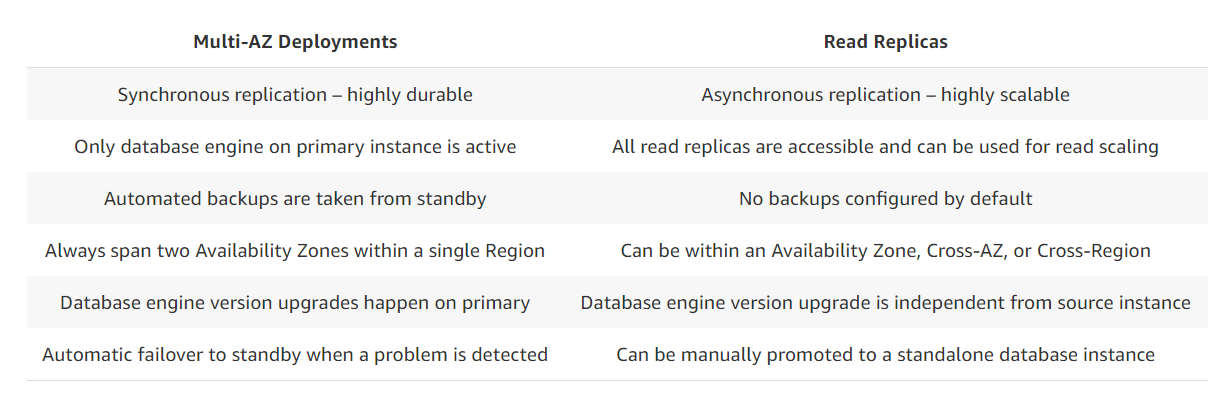 Multi-AZ Deployments Read Replicas
Synchronous replication – highly durable Asynchronous replication – highly scalable
Only database engine on primary instance is active All read replicas are accessible and can be used for read scaling
Automated backups are taken from standby No backups configured by default
Always span two Availability Zones within a single Region Can be within an Availability Zone, Cross-AZ, or Cross-Region
Database engine version upgrades happen on primary Database engine version upgrade is independent from source instance
Automatic failover to standby when a problem is detected Can be manually promoted to a standalone database instance